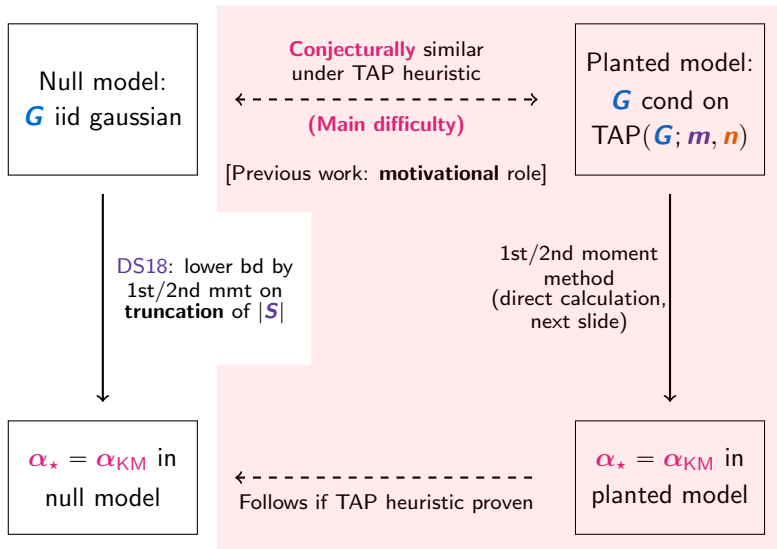 Null model:
G iid gaussian
Conjecturally similar
under TAP heuristic
(Main difficulty)
[Previous work: motivational role]
Planted model:
G cond on
TAP(G; m, n)
DS18: lower bd by
1st/2nd mmt on
truncation of |S|
1st/2nd moment
method
(direct calculation,
next slide)
α⋆ = αKM in
null model
Follows if TAP heuristic proven
α⋆ = αKM in
planted model